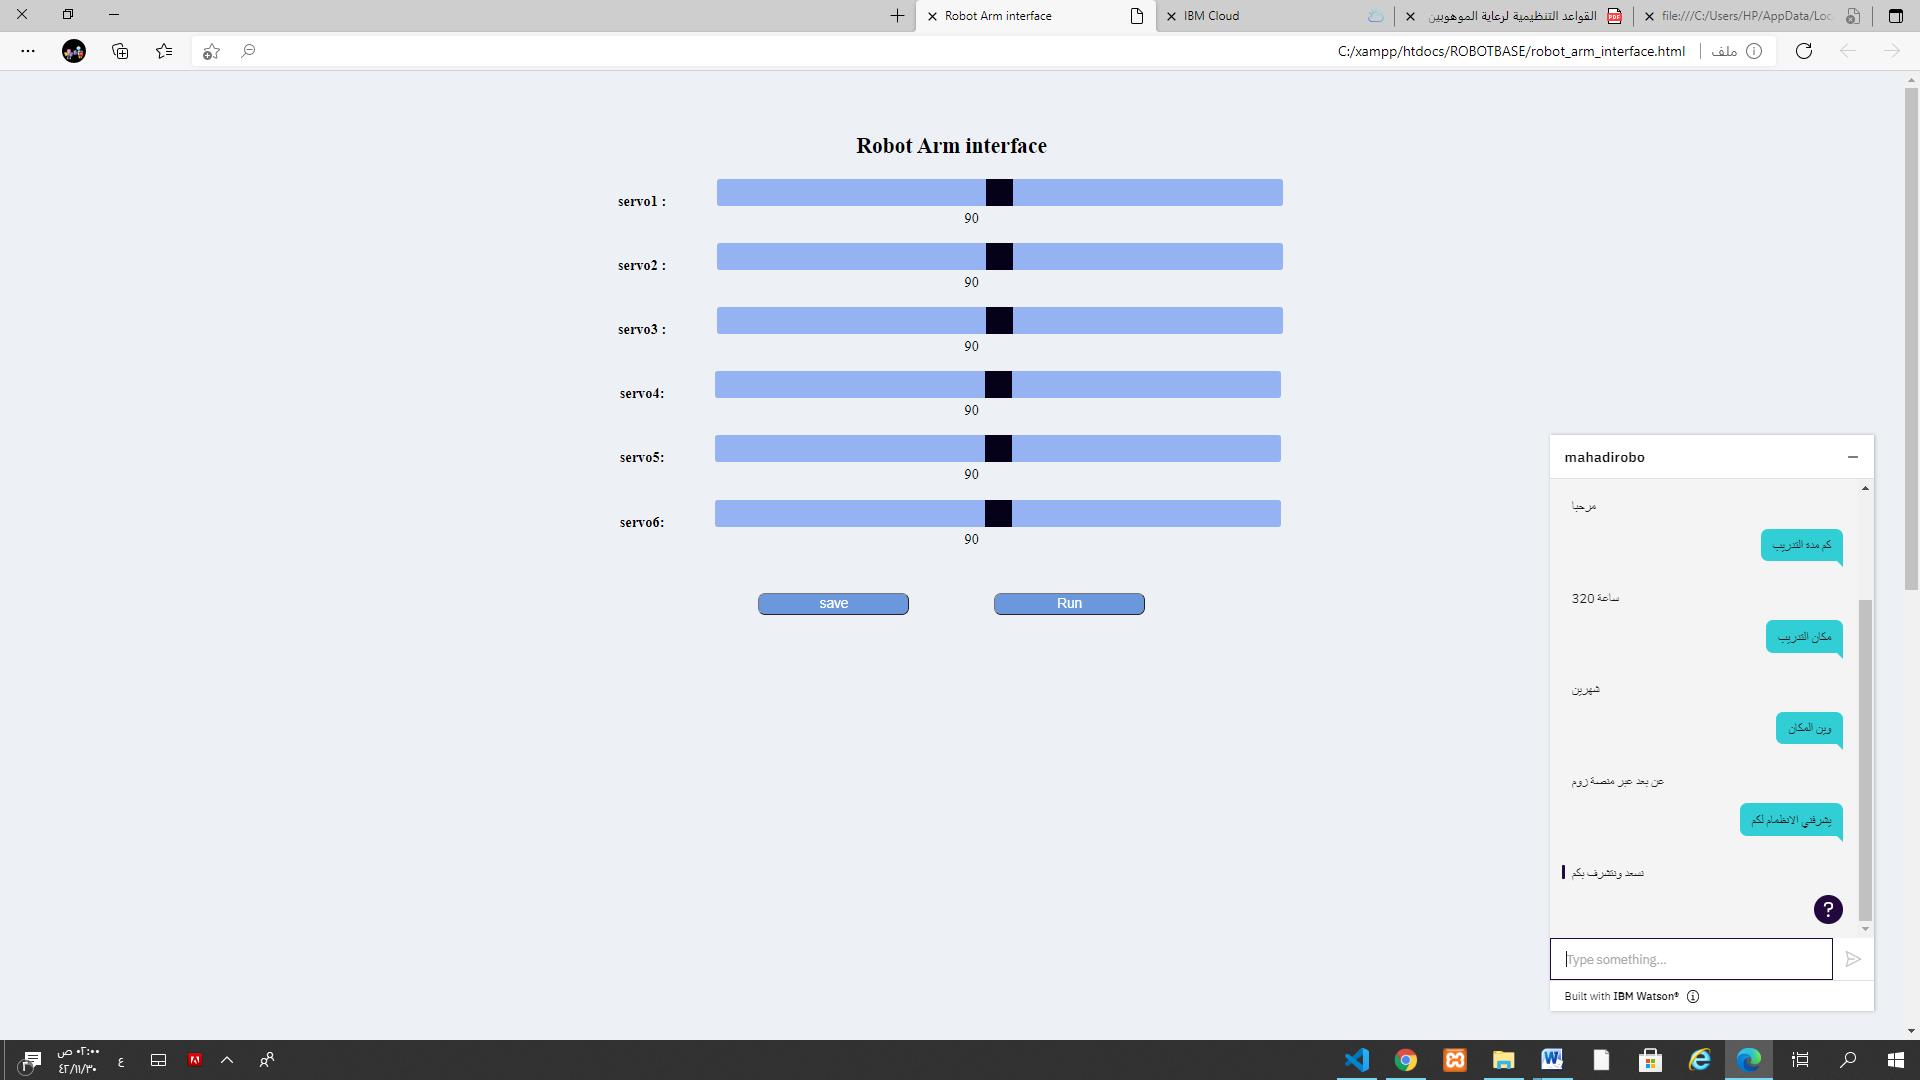 Robot Arm interface
IBM Cloud
القواعد التنظيمية لرعاية الموهوبين
file:///C:/Users/HP/AppData/Loc
C:/xampp/htdocs/ROBOTBASE/robot_arm_interface.html
ملف
Robot Arm interface
servo1 :
90
servo2 :
90
servo3 :
90
servo4:
90
servo5:
90
servo6:
90
save
Run
mahadirobo
مرحبا
كم مدة التدريب
320 ساعة
مكان التدريب
شهرين
وين المكان
عن بعد عبر منصة زوم
يشرفني الانظمام لكم
نسعد ونتشرف بكم
?
Type something...
Built with IBM Watson®
٠٢:٠٠ ص
٤٢/١١/٣٠
ع